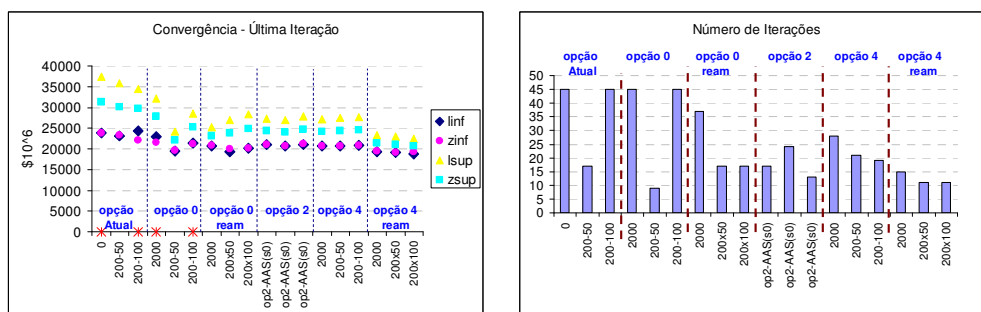 Convergência - Última Iteração
$10^6
40000
35000
30000
25000
20000
15000
10000
5000
0
opção Atual
opção 0
opção 0 ream
opção 2
opção 4
opção 4 ream
0
200-50
200-100
2000
200-50
200-100
2000
200x50
200x100
op2-AAS(s0)
op2-AAS(s0)
op2-AAS(s0)
2000
200-50
200-100
2000
200x50
200x100
linf
zinf
lsup
zsup
Número de Iterações
opção Atual
opção 0
opção 0 ream
opção 2
opção 4
opção 4 ream
45
40
35
30
25
20
15
10
5
0
0
200-50
200-100
2000
200-50
200-100
2000
200x50
200x100
op2-AAS(s0)
op2-AAS(s0)
op2-AAS(s0)
2000
200-50
200-100
2000
200x50
200x100